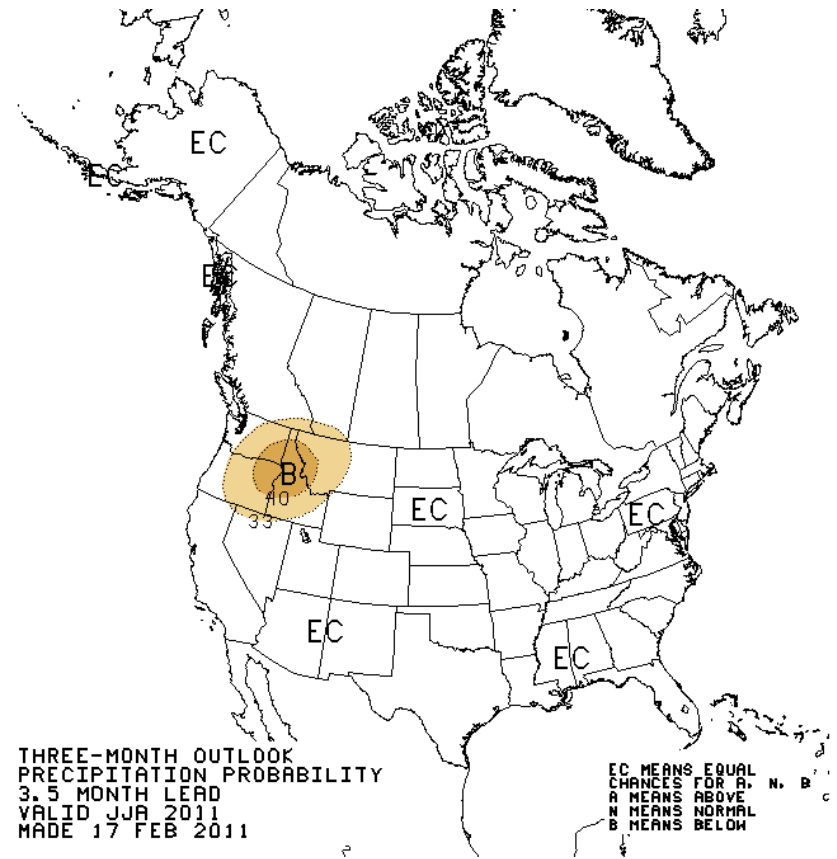 EC
EC
EC
B
40
33
EC
EC
EC
EC
THREE-MONTH OUTLOOK
PRECIPITATION PROBABILITY
3.5 MONTH LEAD
VALID JJA 2011
MADE 17 FEB 2011
EC MEANS EQUAL
CHANCES FOR A, N, B
A MEANS ABOVE
N MEANS NORMAL
B MEANS BELOW